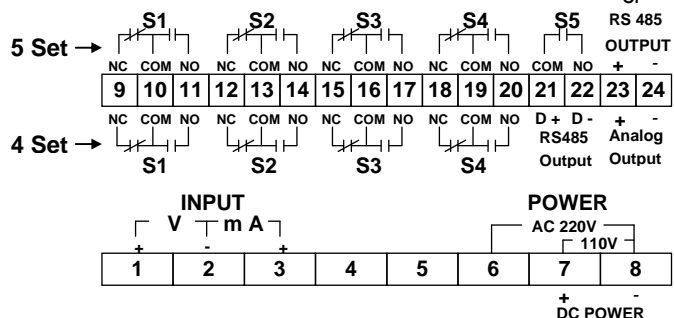 S1 S2 S3 S4 S5 RS 485
5 Set OUTPUT
NC COM NO NC COM NO NC COM NO NC COM NO COM NO + -
9 10 11 12 13 14 15 16 17 18 19 20 21 22 23 24
NC COM NO NC COM NO NC COM NO NC COM NO D + D - + -
4 Set RS485 Analog
S1 S2 S3 S4 Output Output
INPUT POWER
V m A AC 220V
110V
+ - +
1 2 3 4 5 6 7 8
+ -
DC POWER